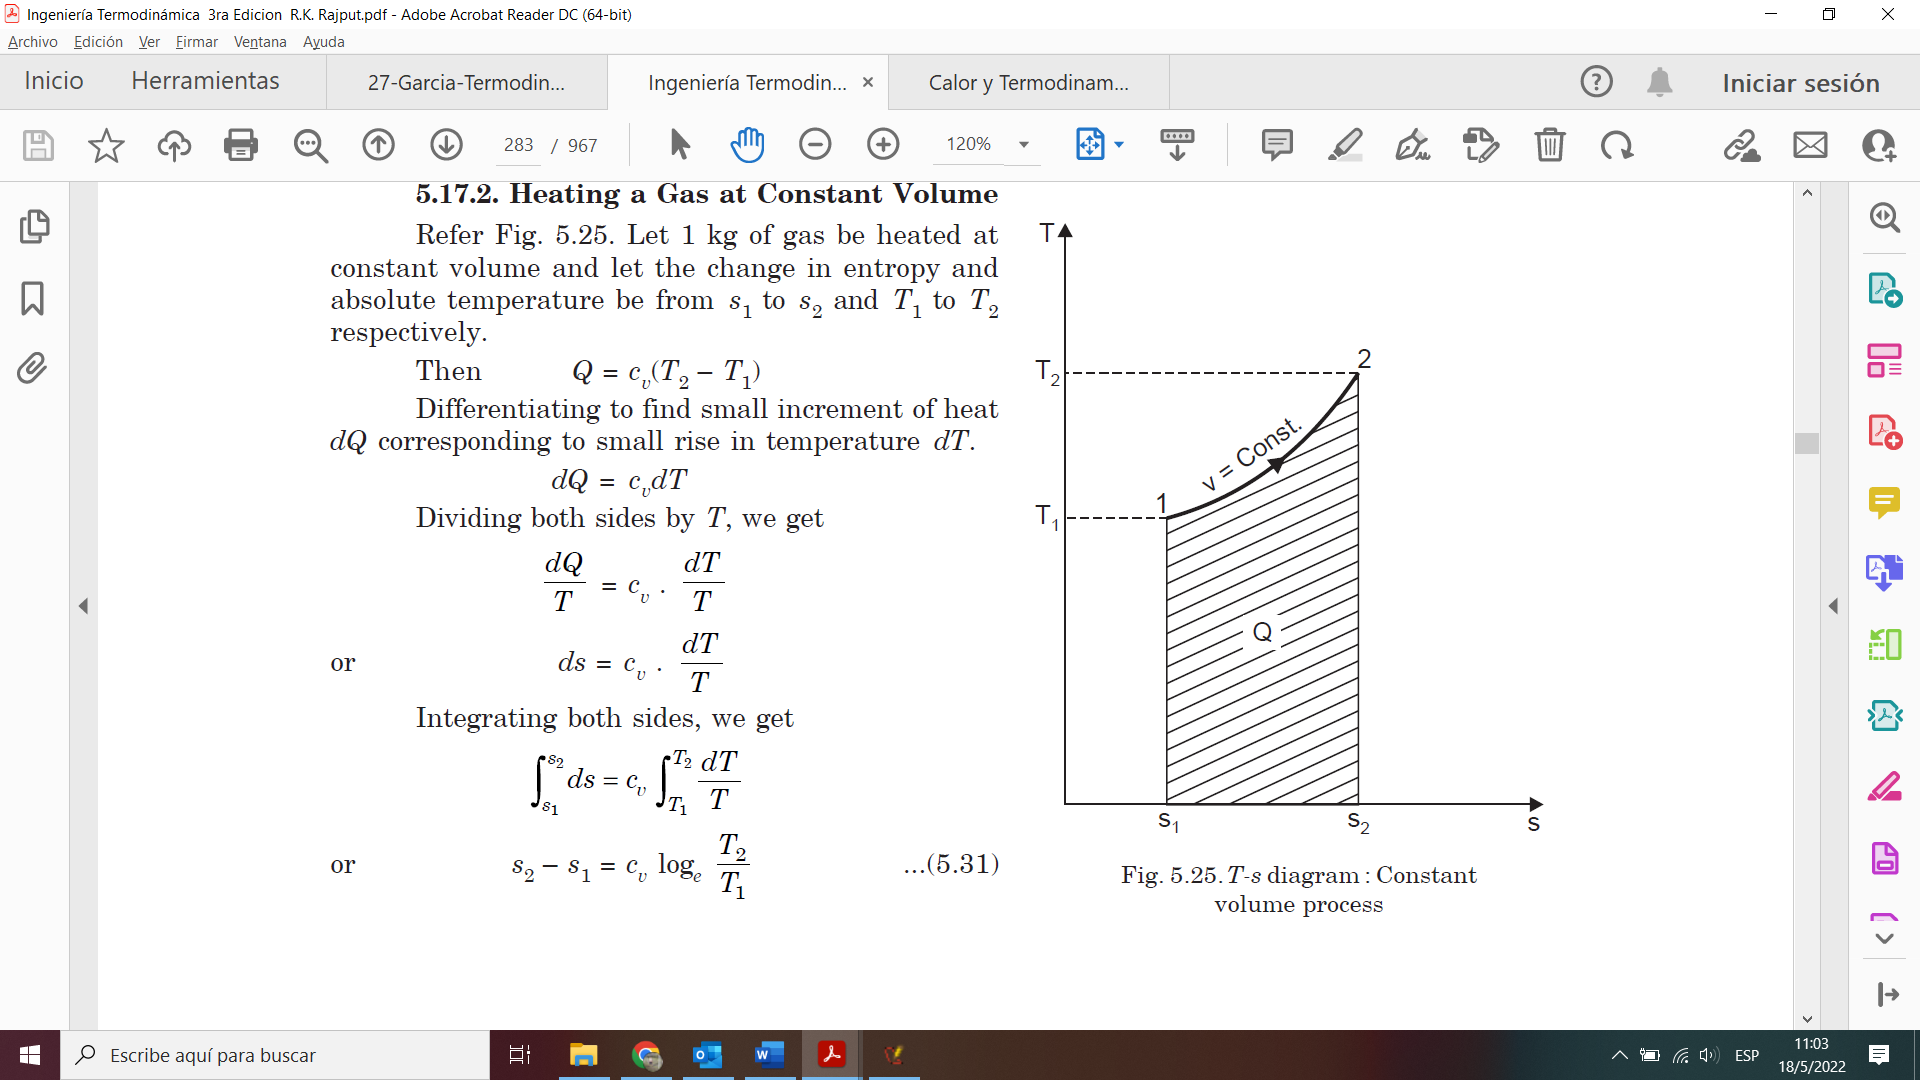 Ingeniería Termodinámica  3ra Edicion  R.K. Rajput.pdf - Adobe Acrobat Reader DC (64-bit)
Archivo Edición Ver Firmar Ventana Ayuda
Inicio Herramientas 27-Garcia-Termodin... Ingeniería Termodin... × Calor y Termodinam... Iniciar sesión
283 / 967 120%
5.17.2. Heating a Gas at Constant Volume
Refer Fig. 5.25. Let 1 kg of gas be heated at
constant volume and let the change in entropy and
absolute temperature be from s₁ to s₂ and T₁ to T₂
respectively.
Then Q = cᵥ(T₂ − T₁)
Differentiating to find small increment of heat
dQ corresponding to small rise in temperature dT.
dQ = cᵥdT
Dividing both sides by T, we get
dQ/T = cᵥ . dT/T
or ds = cᵥ . dT/T
Integrating both sides, we get
∫_{s₁}^{s₂} ds = cᵥ ∫_{T₁}^{T₂} dT/T
or s₂ − s₁ = cᵥ logₑ T₂/T₁ ...(5.31)
T
T₂
2
v = Const.
1
T₁
Q
s₁ s₂ s
Fig. 5.25. T-s diagram : Constant
volume process
Escribe aquí para buscar
ESP
11:03
18/5/2022